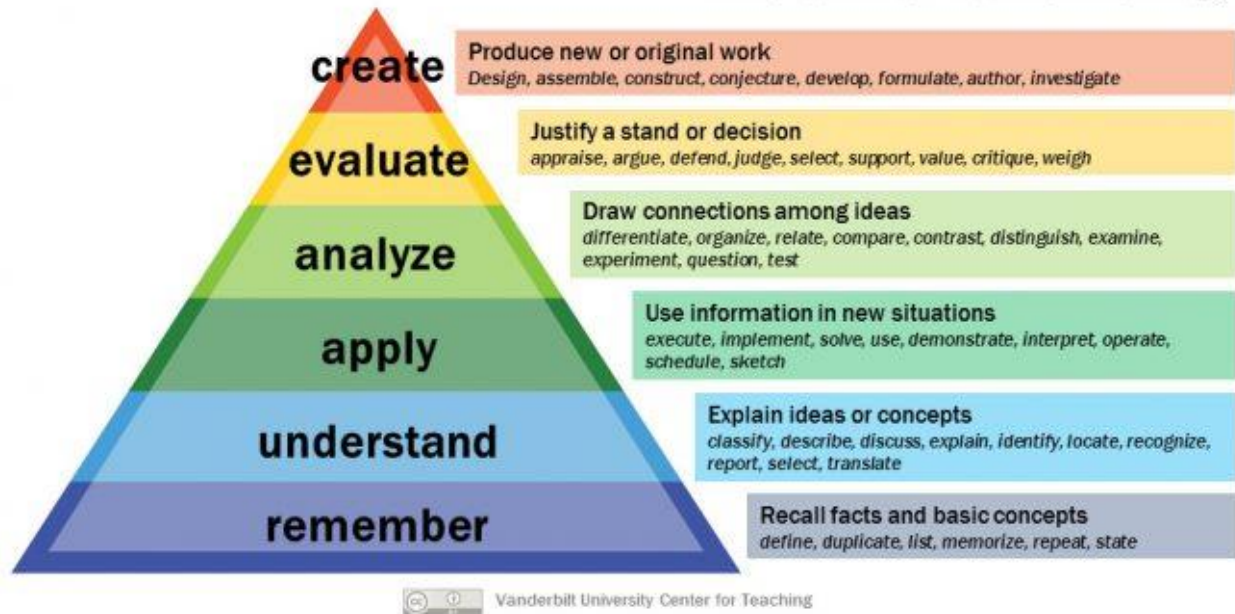 create
Produce new or original work
Design, assemble, construct, conjecture, develop, formulate, author, investigate
evaluate
Justify a stand or decision
appraise, argue, defend, judge, select, support, value, critique, weigh
analyze
Draw connections among ideas
differentiate, organize, relate, compare, contrast, distinguish, examine,
experiment, question, test
apply
Use information in new situations
execute, implement, solve, use, demonstrate, interpret, operate,
schedule, sketch
understand
Explain ideas or concepts
classify, describe, discuss, explain, identify, locate, recognize,
report, select, translate
remember
Recall facts and basic concepts
define, duplicate, list, memorize, repeat, state
cc
Vanderbilt University Center for Teaching